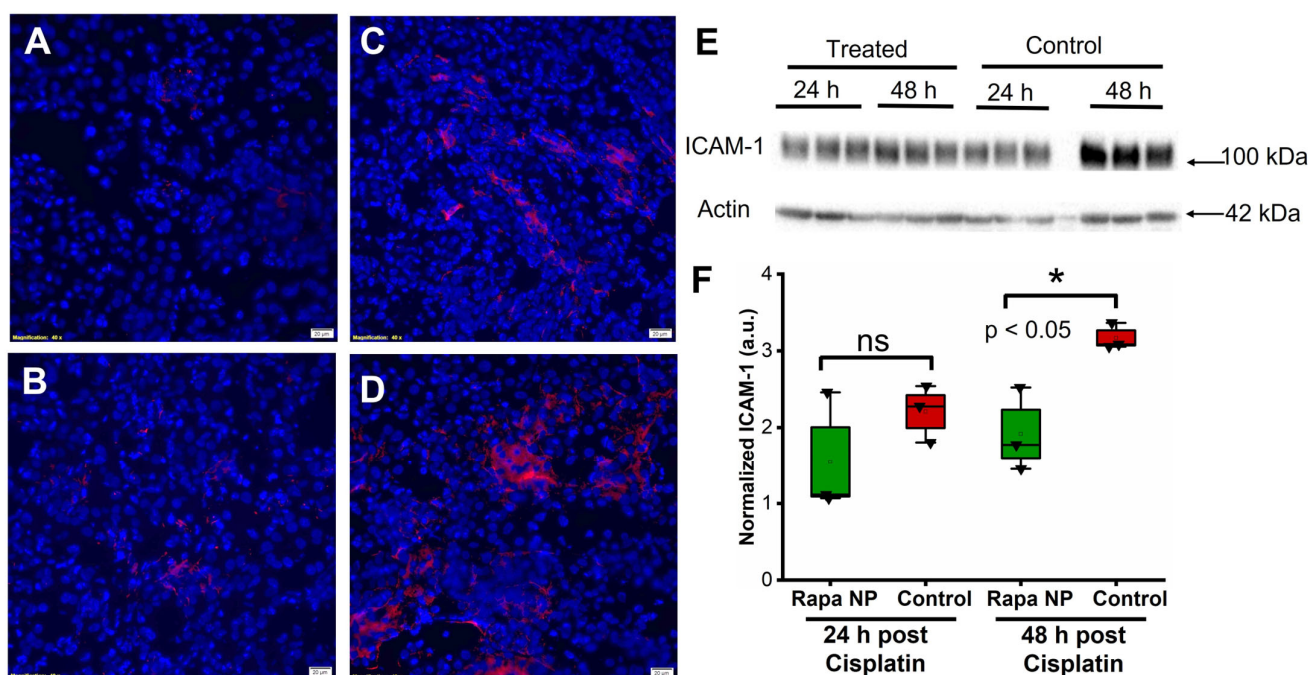 A
Magnification: 40 x
20 µm
B
20 µm
C
Magnification: 40 x
20 µm
D
20 µm
E
Treated Control
24 h 48 h 24 h 48 h
ICAM-1
100 kDa
Actin
42 kDa
F
Normalized ICAM-1 (a.u.)
4
3
2
1
0
ns
*
p < 0.05
Rapa NP Control Rapa NP Control
24 h post 48 h post
Cisplatin Cisplatin